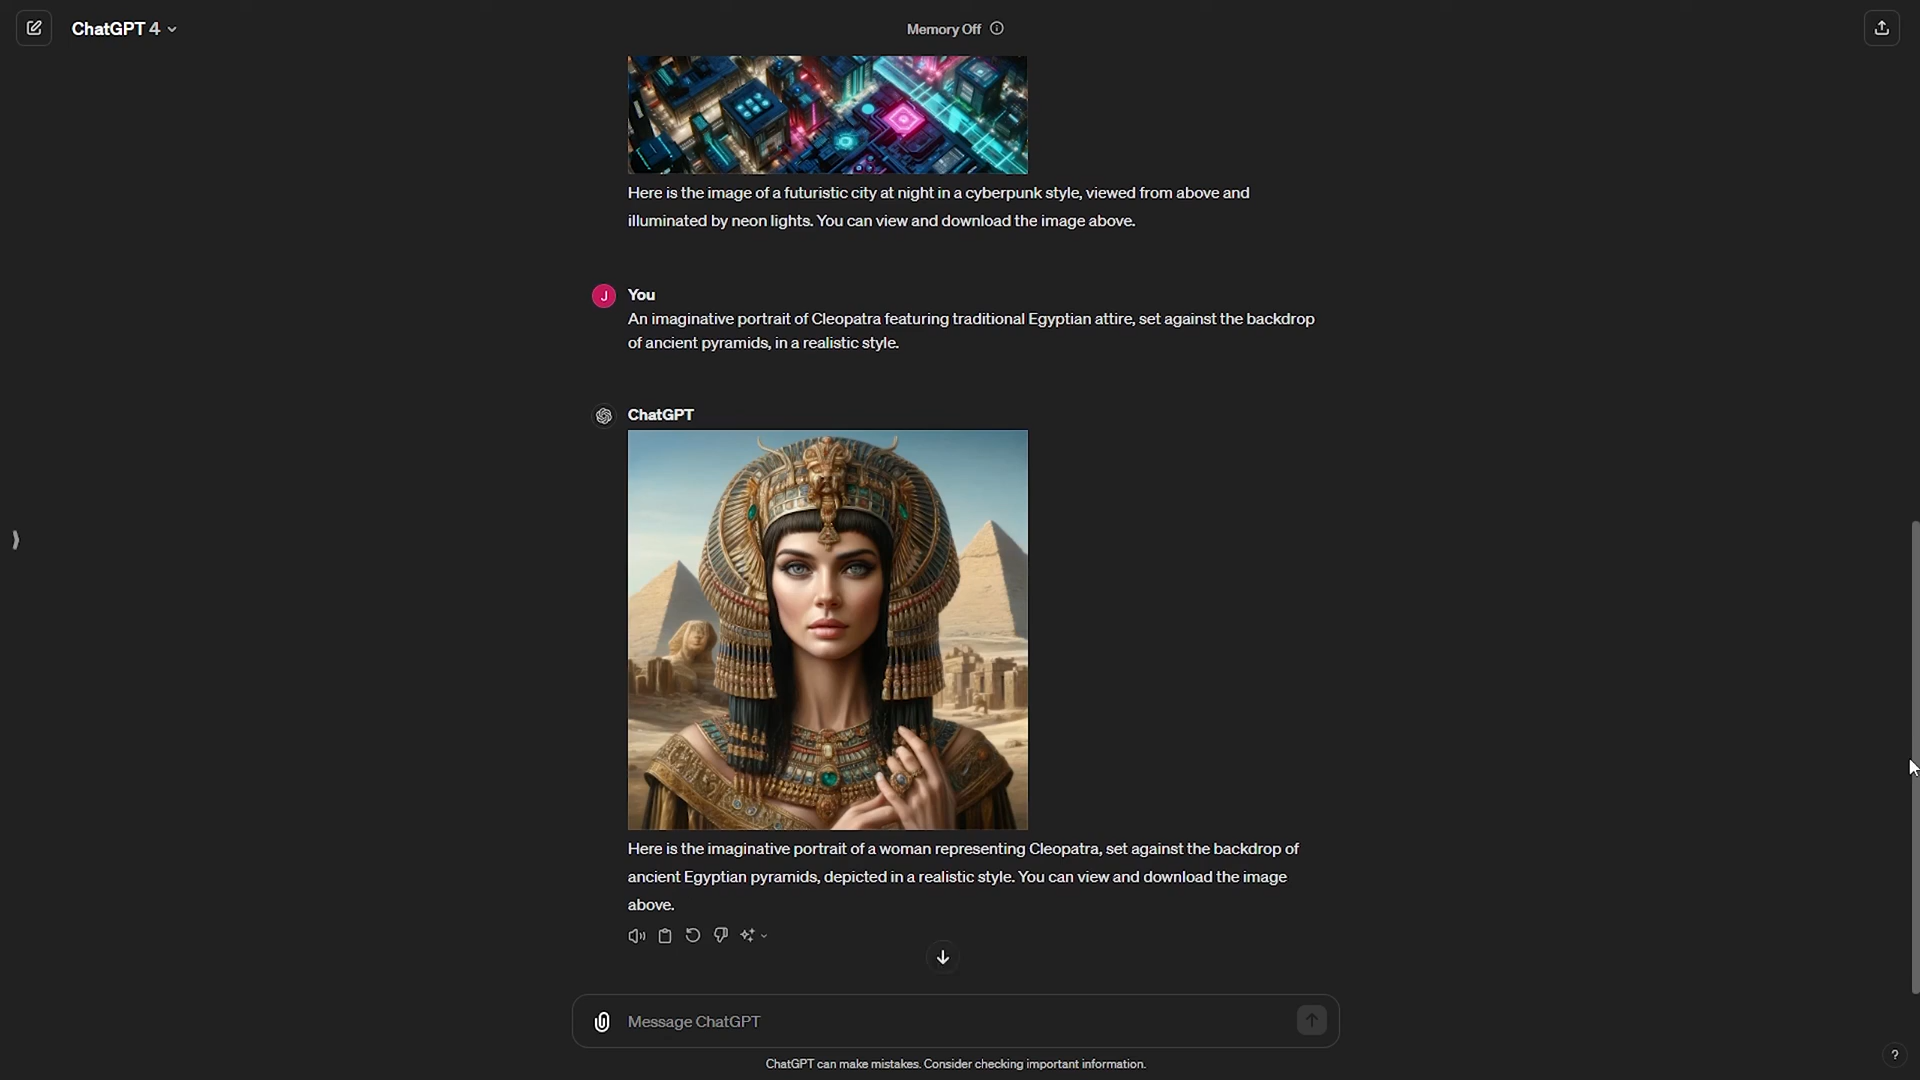 ChatGPT 4
Memory Off
Here is the image of a futuristic city at night in a cyberpunk style, viewed from above and
illuminated by neon lights. You can view and download the image above.
J
You
An imaginative portrait of Cleopatra featuring traditional Egyptian attire, set against the backdrop
of ancient pyramids, in a realistic style.
ChatGPT
Here is the imaginative portrait of a woman representing Cleopatra, set against the backdrop of
ancient Egyptian pyramids, depicted in a realistic style. You can view and download the image
above.
Message ChatGPT
ChatGPT can make mistakes. Consider checking important information.
?